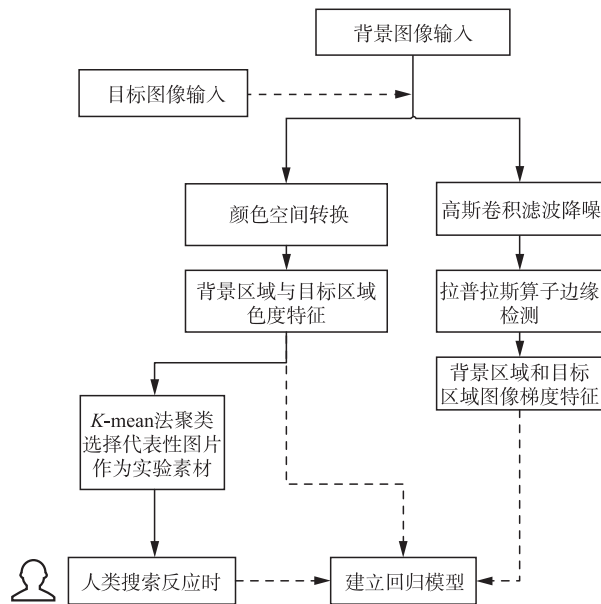 背景图像输入
目标图像输入
颜色空间转换
高斯卷积滤波降噪
背景区域与目标区域
色度特征
拉普拉斯算子边缘
检测
背景区域和目标
区域图像梯度特征
K-mean法聚类
选择代表性图片
作为实验素材
人类搜索反应时
建立回归模型